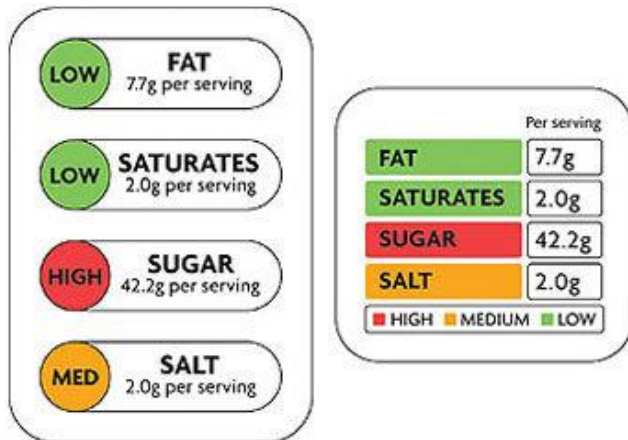 LOW
FAT
7.7g per serving
LOW
SATURATES
2.0g per serving
HIGH
SUGAR
42.2g per serving
MED
SALT
2.0g per serving
Per serving
FAT 7.7g
SATURATES 2.0g
SUGAR 42.2g
SALT 2.0g
HIGH MEDIUM LOW